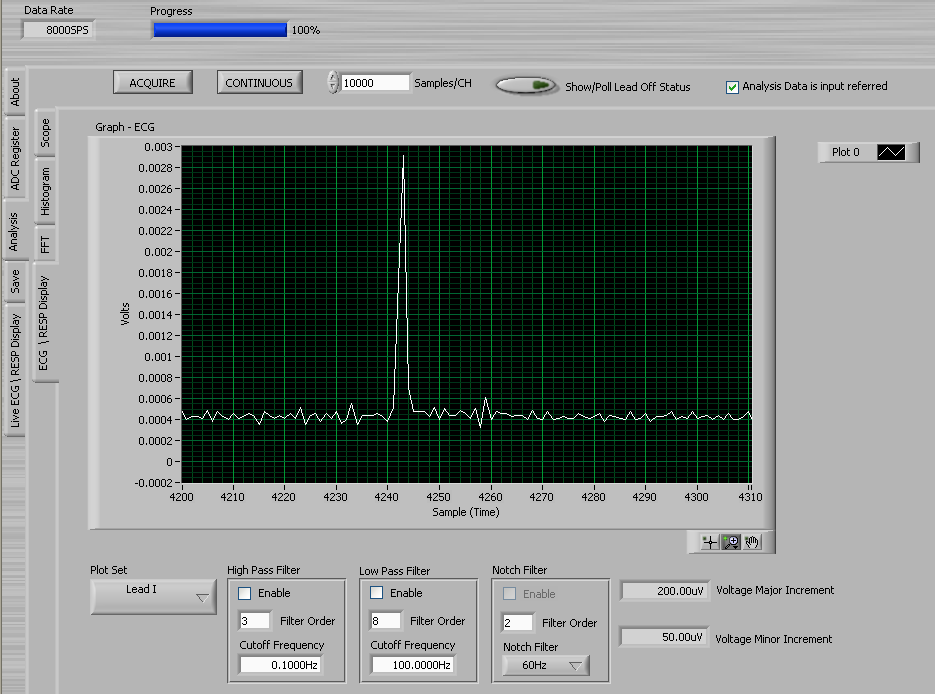 Data Rate
8000SPS
Progress
100%
ACQUIRE
CONTINUOUS
10000
Samples/CH
Show/Poll Lead Off Status
Analysis Data is input referred
About
ADC Register
Analysis
Save
Live ECG \ RESP Display
Scope
Histogram
FFT
ECG \ RESP Display
Graph - ECG
Plot 0
Volts
0.003
0.0028
0.0026
0.0024
0.0022
0.002
0.0018
0.0016
0.0014
0.0012
0.001
0.0008
0.0006
0.0004
0.0002
0
-0.0002
4200 4210 4220 4230 4240 4250 4260 4270 4280 4290 4300 4310
Sample (Time)
Plot Set
Lead I
High Pass Filter
Enable
3 Filter Order
Cutoff Frequency
0.1000Hz
Low Pass Filter
Enable
8 Filter Order
Cutoff Frequency
100.0000Hz
Notch Filter
Enable
2 Filter Order
Notch Filter
60Hz
200.00uV Voltage Major Increment
50.00uV Voltage Minor Increment